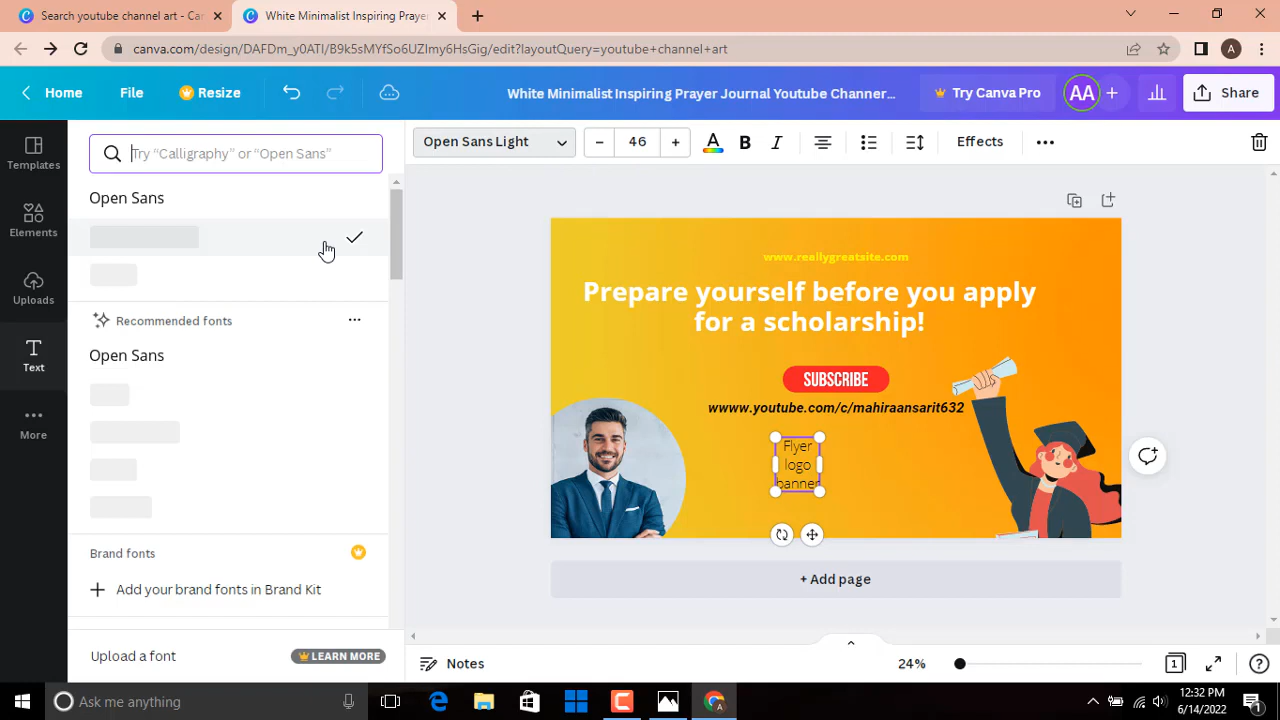 Search youtube channel art - Ca
White Minimalist Inspiring Prayer
canva.com/design/DAFDm_y0ATI/B9k5sMYfSo6UZImy6HsGig/edit?layoutQuery=youtube+channel+art
A
Home
File
Resize
White Minimalist Inspiring Prayer Journal Youtube Channer...
AA
Try Canva Pro
Share
Templates
Elements
Uploads
Text
More
Try "Calligraphy" or "Open Sans"
Open Sans
Recommended fonts
Open Sans
Brand fonts
Add your brand fonts in Brand Kit
Upload a font
LEARN MORE
Open Sans Light
46
A
B
I
Effects
www.reallygreatsite.com
Prepare yourself before you apply
for a scholarship!
SUBSCRIBE
wwww.youtube.com/c/mahiraansarit632
Flyer
logo
banner
+ Add page
Notes
24%
1
Ask me anything
12:32 PM
6/14/2022
1